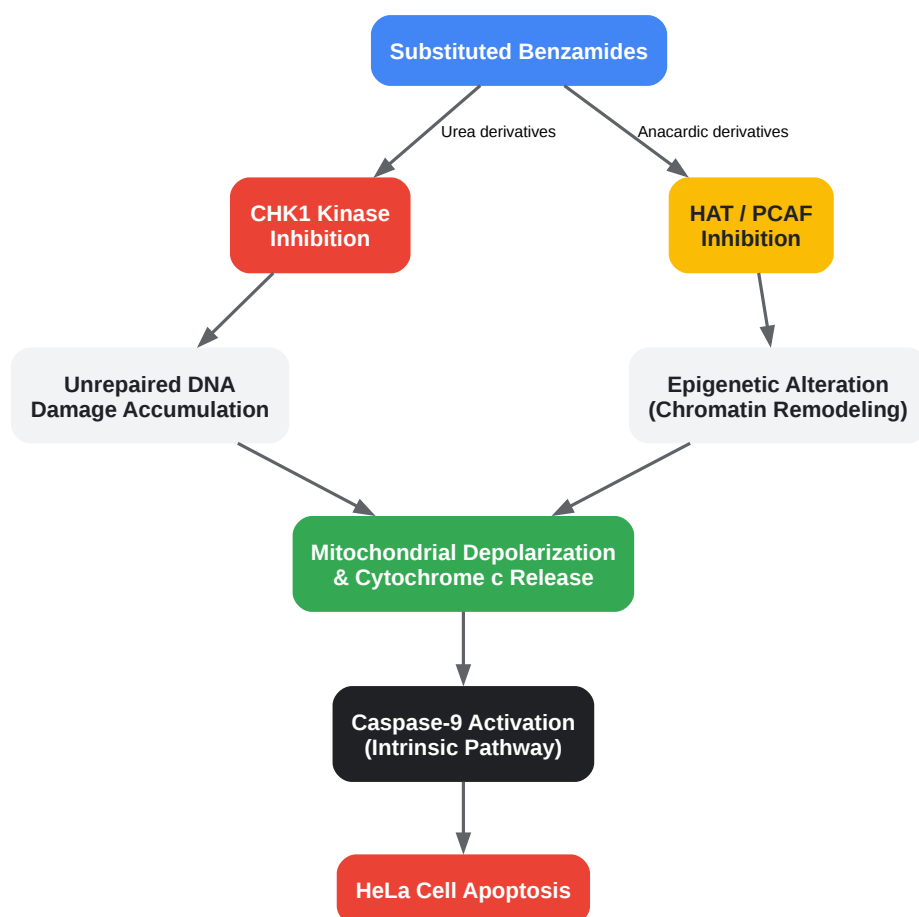 Substituted Benzamides
Urea derivatives
Anacardic derivatives
CHK1 Kinase
Inhibition
HAT / PCAF
Inhibition
Unrepaired DNA
Damage Accumulation
Epigenetic Alteration
(Chromatin Remodeling)
Mitochondrial Depolarization
& Cytochrome c Release
Caspase-9 Activation
(Intrinsic Pathway)
HeLa Cell Apoptosis